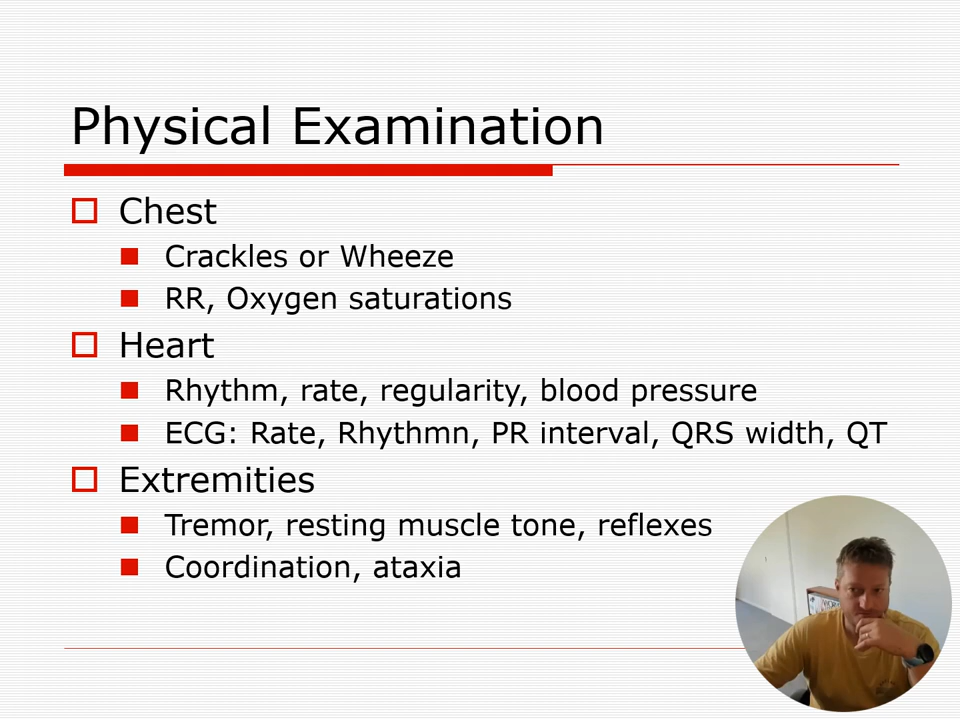 Physical Examination
Chest
Crackles or Wheeze
RR, Oxygen saturations
Heart
Rhythm, rate, regularity, blood pressure
ECG: Rate, Rhythmn, PR interval, QRS width, QT
Extremities
Tremor, resting muscle tone, reflexes
Coordination, ataxia